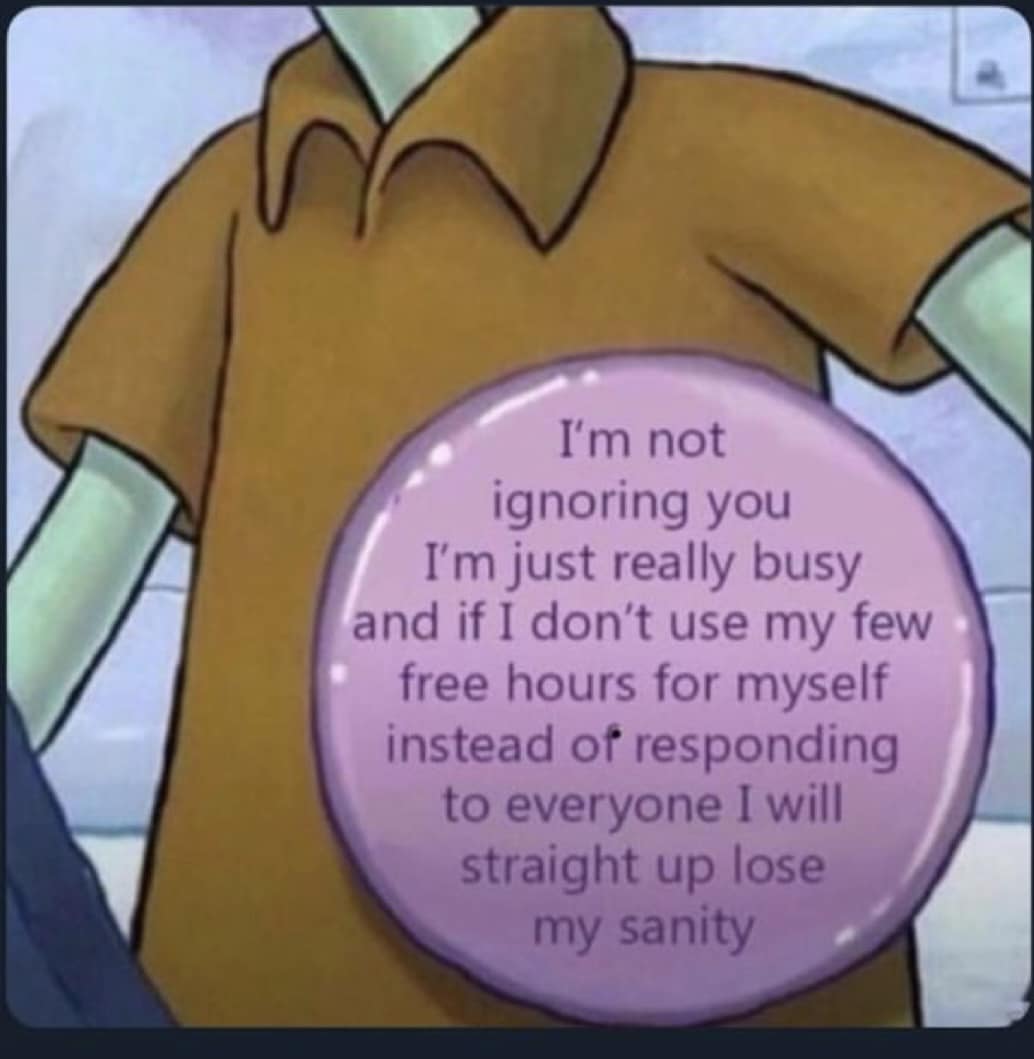 I'm not
ignoring you
I'm just really busy
and if I don't use my few
free hours for myself
instead of responding
to everyone I will
straight up lose
my sanity